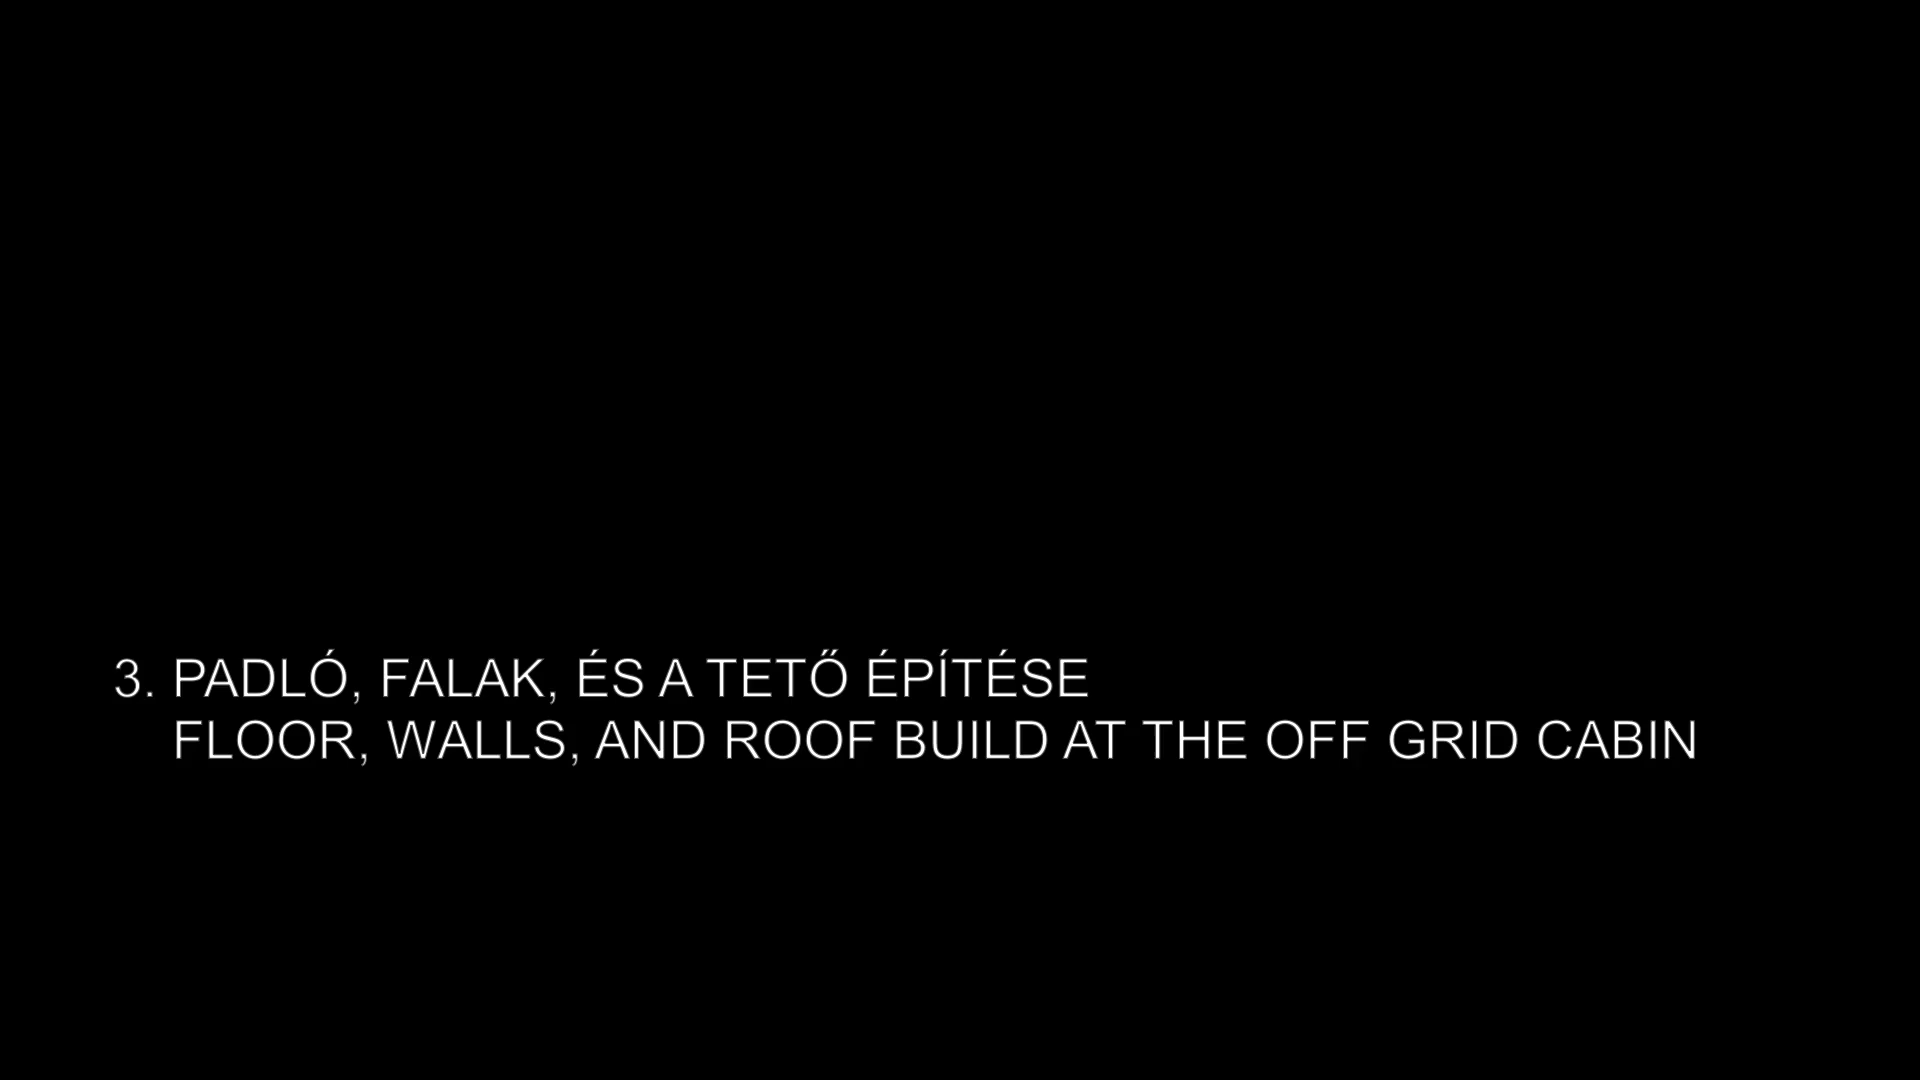 3. PADLÓ, FALAK, ÉS A TETŐ ÉPÍTÉSE
FLOOR, WALLS, AND ROOF BUILD AT THE OFF GRID CABIN